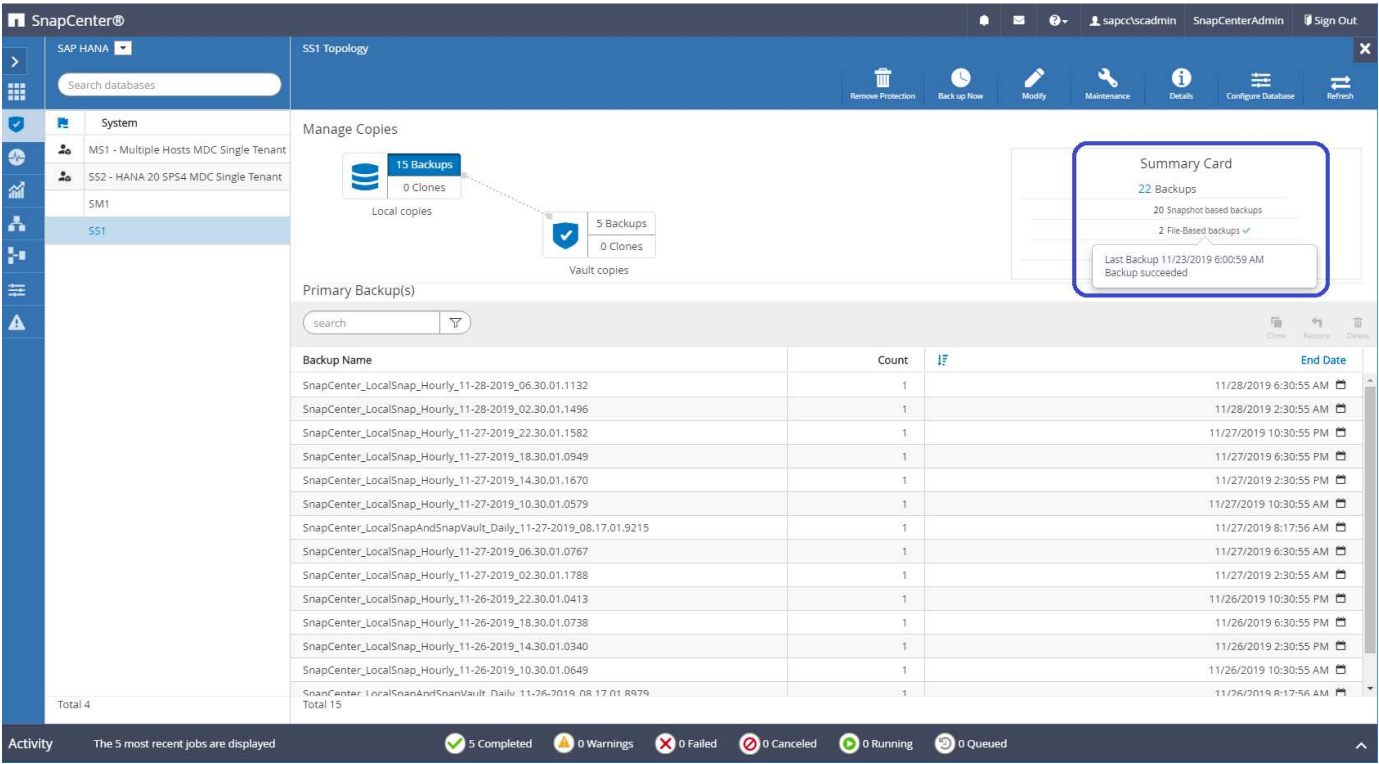 SnapCenter®
sapcc\scadmin SnapCenterAdmin Sign Out
SAP HANA
SS1 Topology
Search databases
Remove Protection Back up Now Modify Maintenance Details Configure Database Refresh
System
MS1 - Multiple Hosts MDC Single Tenant
SS2 - HANA 20 SPS4 MDC Single Tenant
SM1
SS1
Total 4
Manage Copies
15 Backups
0 Clones
Local copies
5 Backups
0 Clones
Vault copies
Summary Card
22 Backups
20 Snapshot based backups
2 File-Based backups
Last Backup 11/23/2019 6:00:59 AM
Backup succeeded
Primary Backup(s)
search
Clone Restore Delete
Backup Name Count End Date
SnapCenter_LocalSnap_Hourly_11-28-2019_06.30.01.1132 1 11/28/2019 6:30:55 AM
SnapCenter_LocalSnap_Hourly_11-28-2019_02.30.01.1496 1 11/28/2019 2:30:55 AM
SnapCenter_LocalSnap_Hourly_11-27-2019_22.30.01.1582 1 11/27/2019 10:30:55 PM
SnapCenter_LocalSnap_Hourly_11-27-2019_18.30.01.0949 1 11/27/2019 6:30:55 PM
SnapCenter_LocalSnap_Hourly_11-27-2019_14.30.01.1670 1 11/27/2019 2:30:55 PM
SnapCenter_LocalSnap_Hourly_11-27-2019_10.30.01.0579 1 11/27/2019 10:30:55 AM
SnapCenter_LocalSnapAndSnapVault_Daily_11-27-2019_08.17.01.9215 1 11/27/2019 8:17:56 AM
SnapCenter_LocalSnap_Hourly_11-27-2019_06.30.01.0767 1 11/27/2019 6:30:55 AM
SnapCenter_LocalSnap_Hourly_11-27-2019_02.30.01.1788 1 11/27/2019 2:30:55 AM
SnapCenter_LocalSnap_Hourly_11-26-2019_22.30.01.0413 1 11/26/2019 10:30:55 PM
SnapCenter_LocalSnap_Hourly_11-26-2019_18.30.01.0738 1 11/26/2019 6:30:55 PM
SnapCenter_LocalSnap_Hourly_11-26-2019_14.30.01.0340 1 11/26/2019 2:30:55 PM
SnapCenter_LocalSnap_Hourly_11-26-2019_10.30.01.0649 1 11/26/2019 10:30:55 AM
SnapCenter_LocalSnapAndSnapVault_Daily_11-26-2019_08.17.01.8979 1 11/26/2019 8:17:56 AM
Total 15
Activity The 5 most recent jobs are displayed 5 Completed 0 Warnings 0 Failed 0 Canceled 0 Running 0 Queued